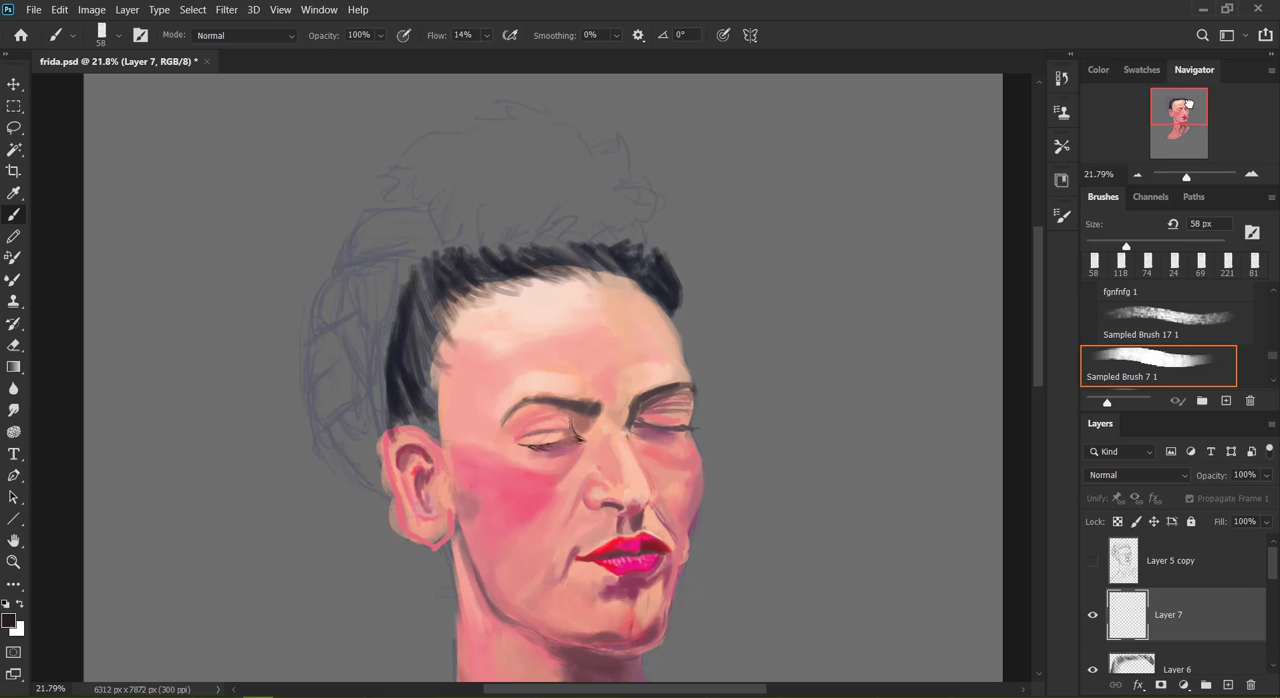 Ps File Edit Image Layer Type Select Filter 3D View Window Help
58 Mode: Normal Opacity: 100% Flow: 14% Smoothing: 0% 0°
frida.psd @ 21.8% (Layer 7, RGB/8) * ×
Color Swatches Navigator
21.79%
Brushes Channels Paths
Size: 58 px
58 118 74 24 69 221 81
fgnfnfg 1
Sampled Brush 17 1
Sampled Brush 7 1
Layers
Kind
Normal Opacity: 100%
Unify: Propagate Frame 1
Lock: Fill: 100%
Layer 5 copy
Layer 7
Layer 6
21.79% 6312 px x 7872 px (300 ppi)